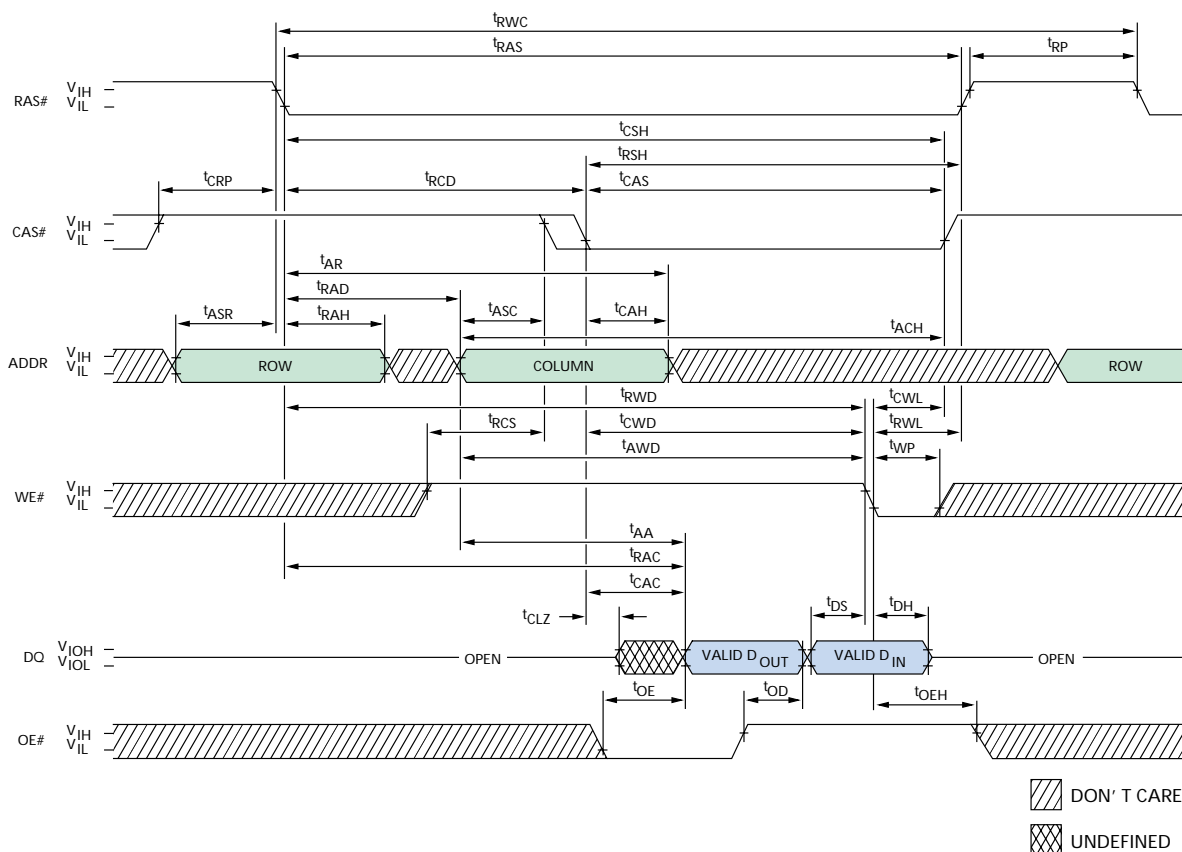 tRWC
tRAS
tRP
RAS#
VIH
VIL
tCSH
tRSH
tCRP
tRCD
tCAS
CAS#
VIH
VIL
tAR
tRAD
tASR
tRAH
tASC
tCAH
tACH
ADDR
VIH
VIL
ROW
COLUMN
ROW
tRWD
tCWL
tRCS
tCWD
tRWL
tAWD
tWP
WE#
VIH
VIL
tAA
tRAC
tCAC
tCLZ
tDS
tDH
DQ
VIOH
VIOL
OPEN
VALID DOUT
VALID DIN
OPEN
tOE
tOD
tOEH
OE#
VIH
VIL
DON' T CARE
UNDEFINED